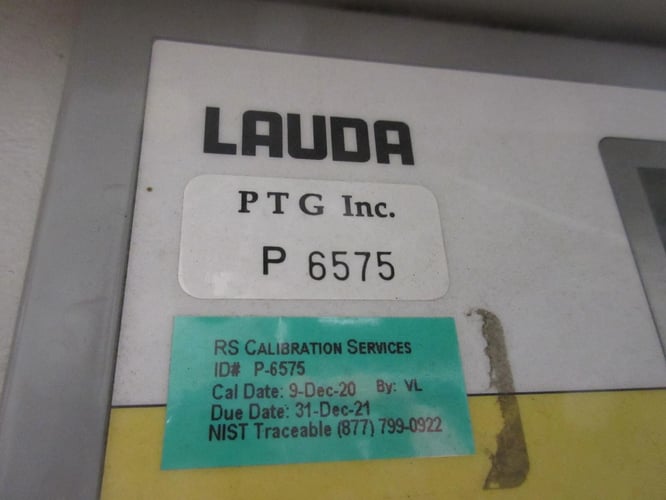 LAUDA
PTG Inc.
P 6575
RS CALIBRATION SERVICES
ID# P-6575
Cal Date: 9-Dec-20 By: VL
Due Date: 31-Dec-21
NIST Traceable (877) 799-0922